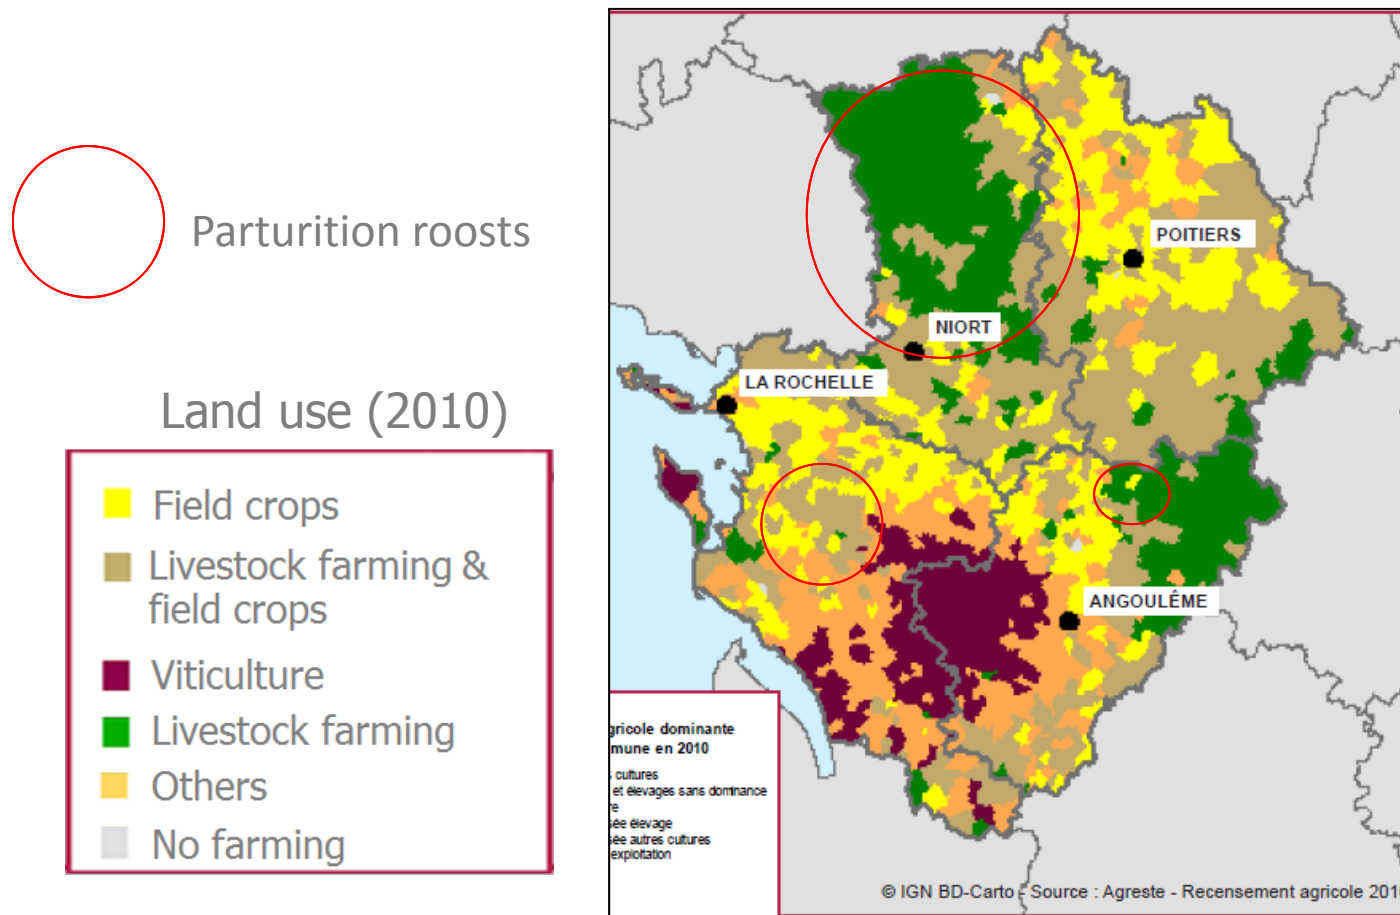 Parturition roosts
Land use (2010)
Field crops
Livestock farming &
field crops
Viticulture
Livestock farming
Others
No farming
POITIERS
NIORT
LA ROCHELLE
ANGOULÊME
gricole dominante
mune en 2010
cultures
et élevages sans dominance
re
sée élevage
sée autres cultures
exploitation
© IGN BD-Carto - Source : Agreste - Recensement agricole 201